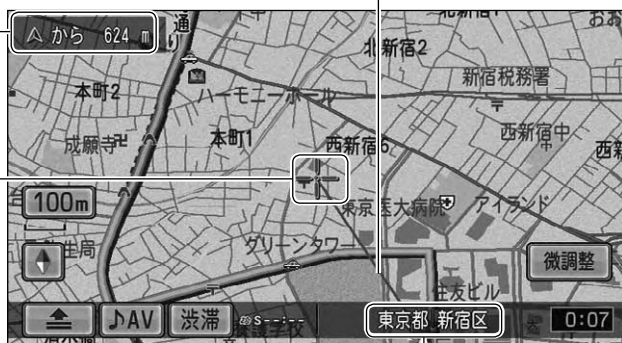 から 624 m
通り
北新宿2
新宿税務署
本町2
ハーモニーホール
成願寺
本町1
西新宿
西新宿中
100m
東京医大病院
アイランド
グリーンタワー
微調整
住友ビル
♪AV
渋滞
東京都 新宿区
0:07